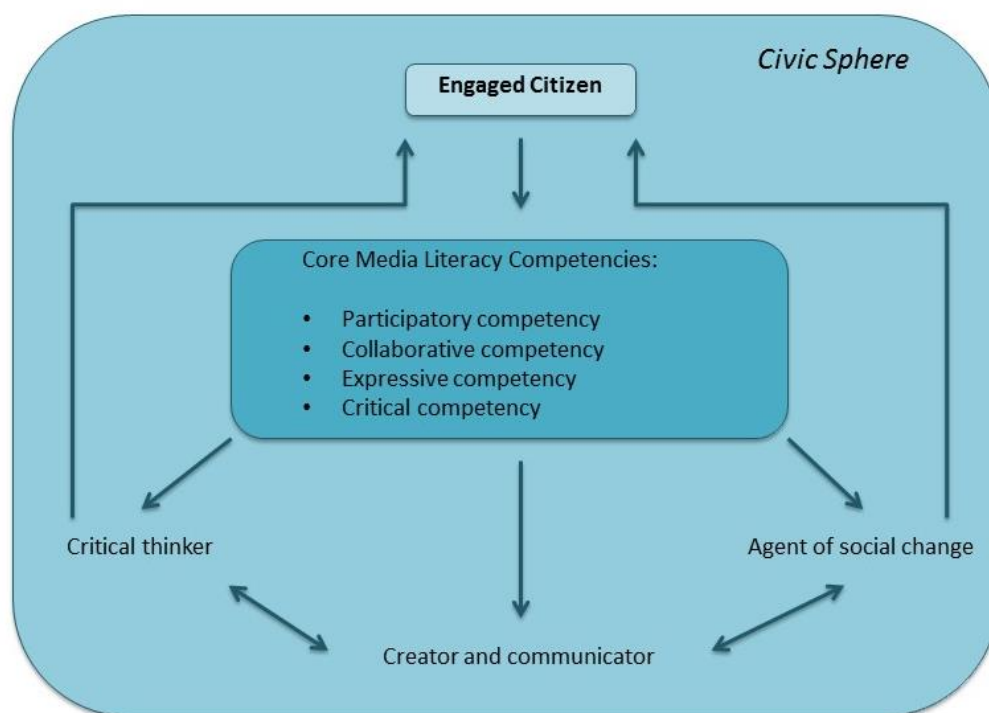 Civic Sphere
Engaged Citizen
Core Media Literacy Competencies:
• Participatory competency
• Collaborative competency
• Expressive competency
• Critical competency
Critical thinker
Agent of social change
Creator and communicator